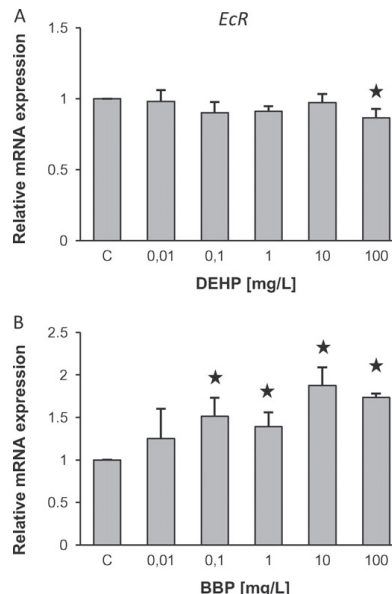 A
EcR
Relative mRNA expression
1.5
1
0.5
0
C 0,01 0,1 1 10 100
DEHP [mg/L]
B
Relative mRNA expression
2.5
2
1.5
1
0.5
0
C 0,01 0,1 1 10 100
BBP [mg/L]